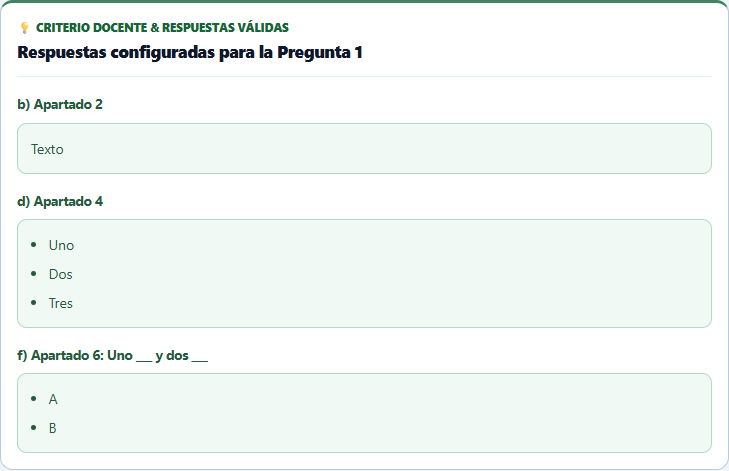 💡 CRITERIO DOCENTE & RESPUESTAS VÁLIDAS
Respuestas configuradas para la Pregunta 1
b) Apartado 2
Texto
d) Apartado 4
• Uno
• Dos
• Tres
f) Apartado 6: Uno ___ y dos ___
• A
• B